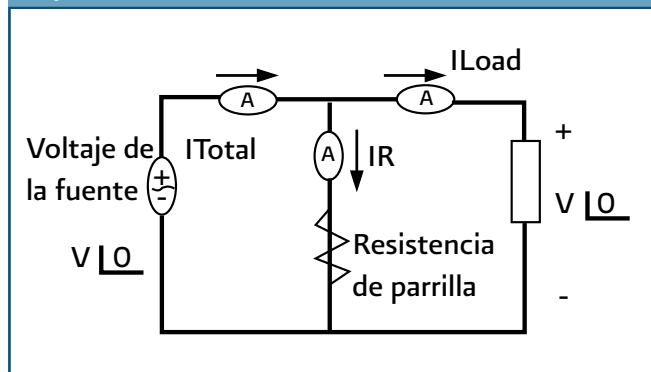 ILoad
A
A
Voltaje de
la fuente
ITotal
+
-
A
IR
+
V 0
-
V 0
Resistencia
de parrilla